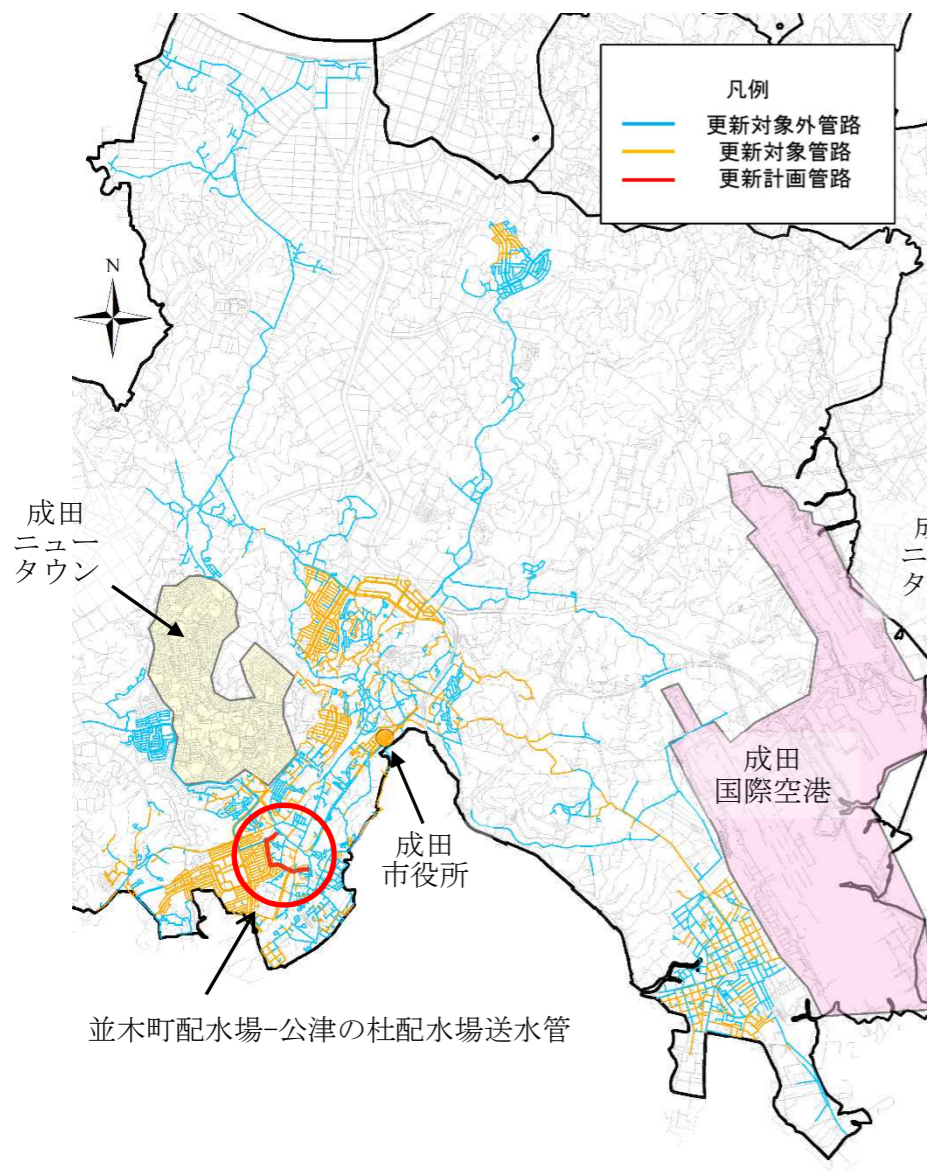 凡例
更新対象外管路
更新対象管路
更新計画管路
N
成田
ニュー
タウン
成田
国際空港
成田
市役所
並木町配水場−公津の杜配水場送水管